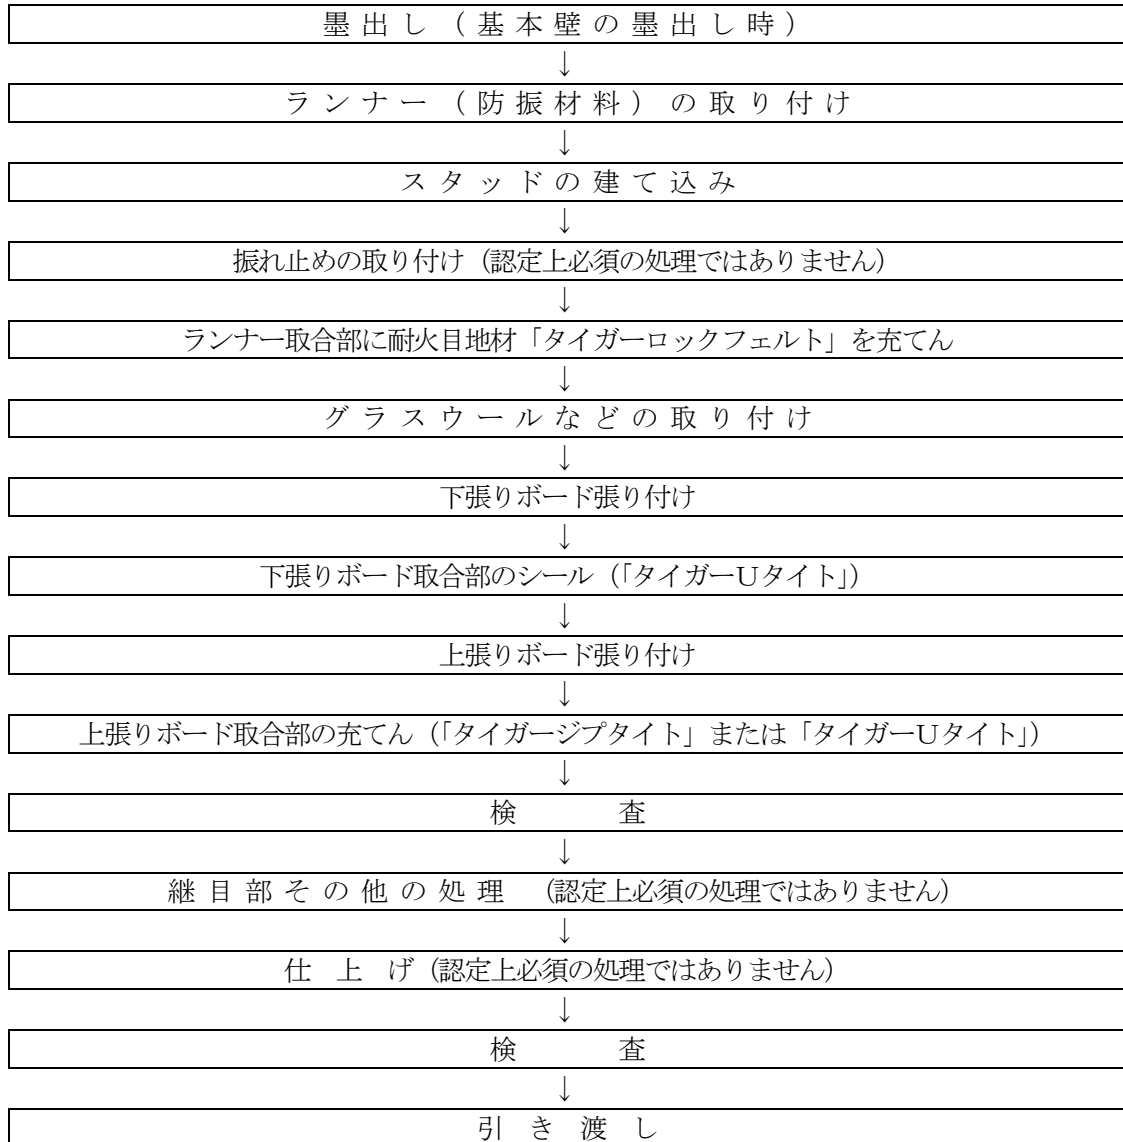 墨出し（基本壁の墨出し時）
↓
ランナー（防振材料）の取り付け
↓
スタッドの建て込み
↓
振れ止めの取り付け（認定上必須の処理ではありません）
↓
ランナー取合部に耐火目地材「タイガーロックフェルト」を充てん
↓
グラスウールなどの取り付け
↓
下張りボード張り付け
↓
下張りボード取合部のシール（「タイガーＵタイト」）
↓
上張りボード張り付け
↓
上張りボード取合部の充てん（「タイガージプタイト」または「タイガーＵタイト」）
↓
検　　査
↓
継目部その他の処理　（認定上必須の処理ではありません）
↓
仕　上　げ（認定上必須の処理ではありません）
↓
検　　査
↓
引き渡し